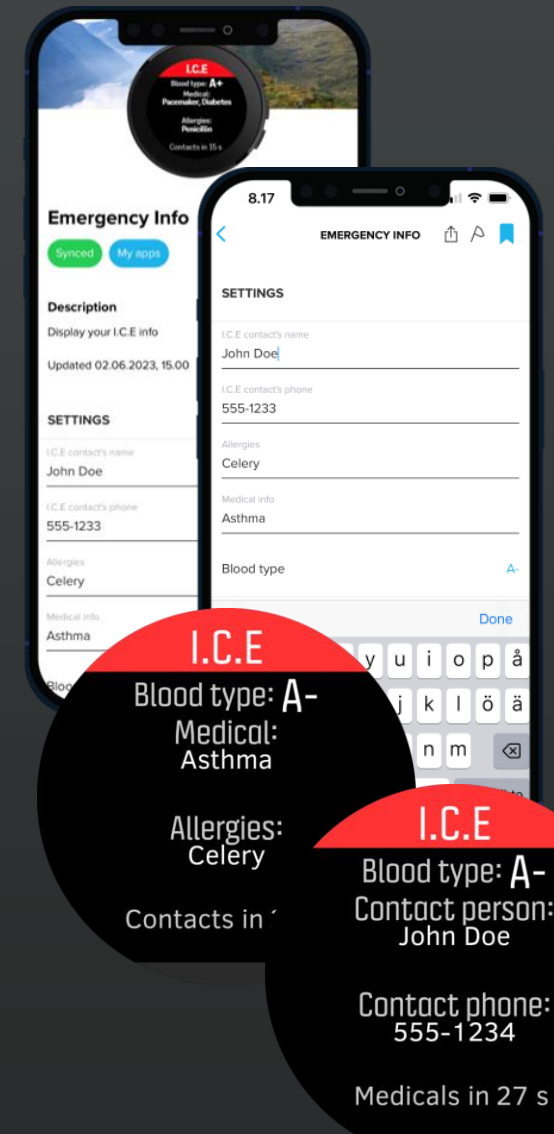 I.C.E
Blood type: A+
Medical:
Pacemaker, Diabetes
Allergies:
Penicillin
Contacts in 15 s
Emergency Info
Synced
My apps
Description
Display your I.C.E info
Updated 02.06.2023, 15.00
SETTINGS
I.C.E contact's name
John Doe
I.C.E contact's phone
555-1233
Allergies
Celery
Medical info
Asthma
8.17
EMERGENCY INFO
SETTINGS
I.C.E contact's name
John Doe
I.C.E contact's phone
555-1233
Allergies
Celery
Medical info
Asthma
Blood type A-
Done
y u i o p å
j k l ö ä
n m
I.C.E
Blood type: A-
Medical:
Asthma
Allergies:
Celery
Contacts in
I.C.E
Blood type: A-
Contact person:
John Doe
Contact phone:
555-1234
Medicals in 27 s